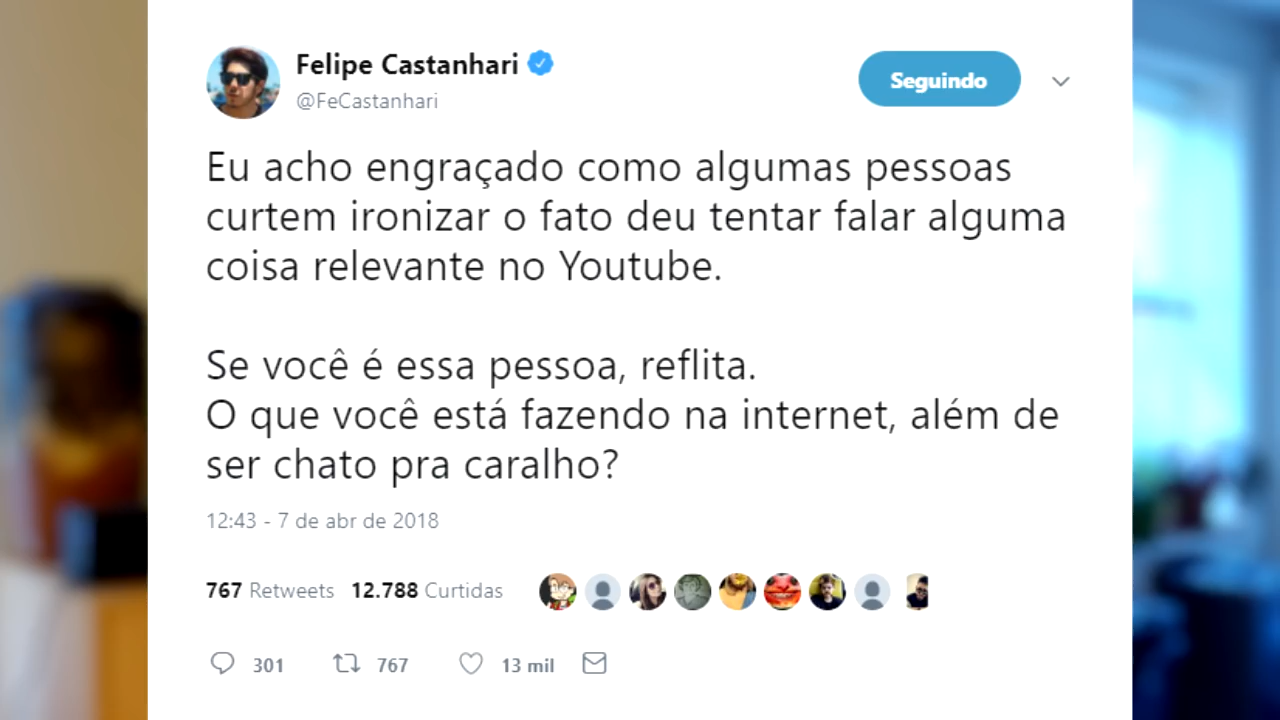 Felipe Castanhari
@FeCastanhari
Seguindo
Eu acho engraçado como algumas pessoas
curtem ironizar o fato deu tentar falar alguma
coisa relevante no Youtube.
Se você é essa pessoa, reflita.
O que você está fazendo na internet, além de
ser chato pra caralho?
12:43 - 7 de abr de 2018
767 Retweets 12.788 Curtidas
301 767 13 mil